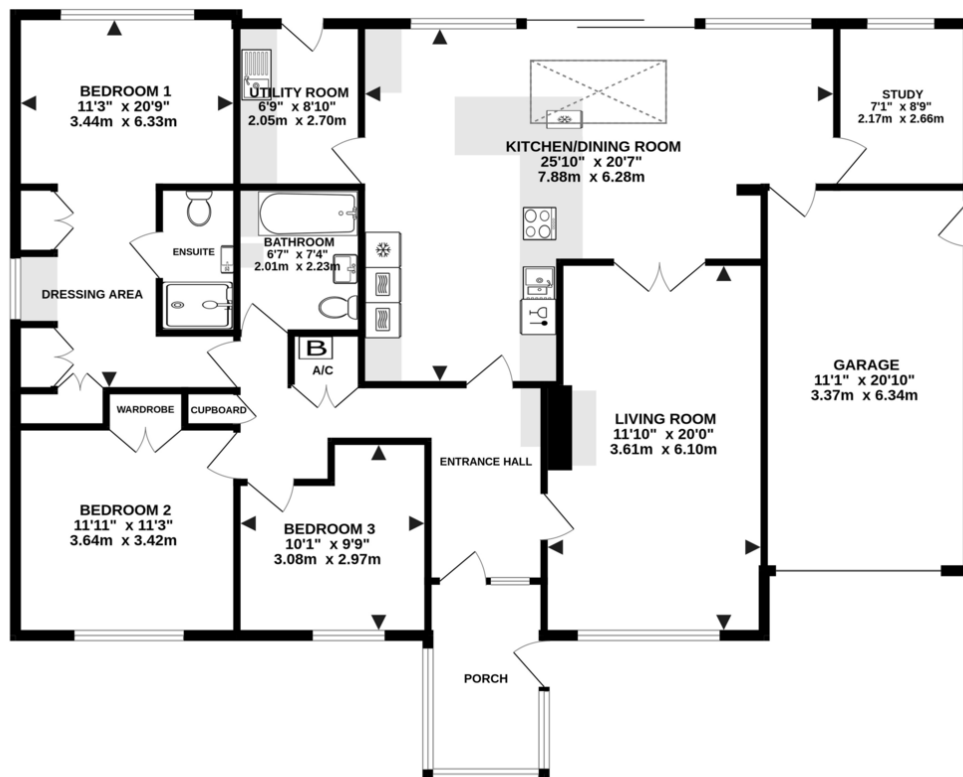 BEDROOM 1
11'3" x 20'9"
3.44m x 6.33m
UTILITY ROOM
6'9" x 8'10"
2.05m x 2.70m
KITCHEN/DINING ROOM
25'10" x 20'7"
7.88m x 6.28m
STUDY
7'1" x 8'9"
2.17m x 2.66m
ENSUITE
BATHROOM
6'7" x 7'4"
2.01m x 2.23m
DRESSING AREA
B
A/C
WARDROBE
CUPBOARD
ENTRANCE HALL
LIVING ROOM
11'10" x 20'0"
3.61m x 6.10m
GARAGE
11'1" x 20'10"
3.37m x 6.34m
BEDROOM 2
11'11" x 11'3"
3.64m x 3.42m
BEDROOM 3
10'1" x 9'9"
3.08m x 2.97m
PORCH